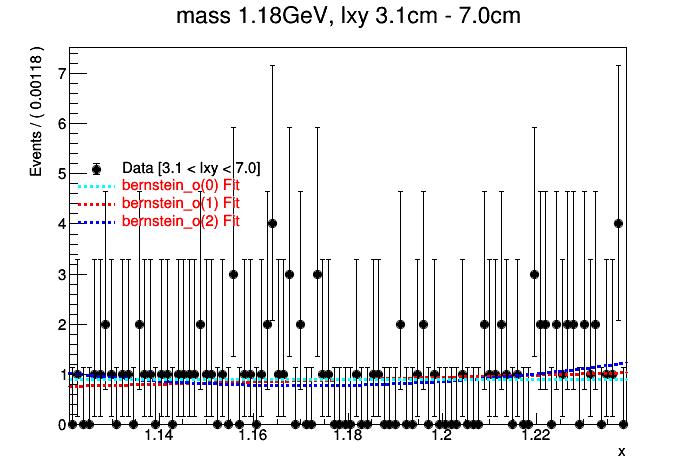 mass 1.18GeV, lxy 3.1cm - 7.0cm
Events / ( 0.00118 )
7
6
5
4
3
2
1
0
Data [3.1 < lxy < 7.0]
bernstein_o(0) Fit
bernstein_o(1) Fit
bernstein_o(2) Fit
1.14 1.16 1.18 1.2 1.22
x